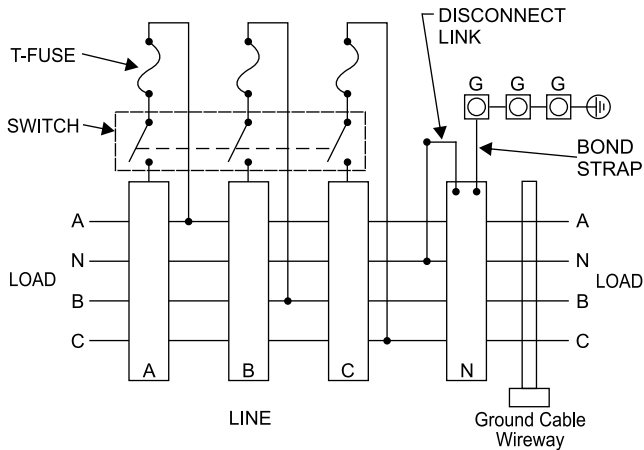 DISCONNECT
LINK
T-FUSE
G G G
SWITCH
BOND
STRAP
A A
N N
LOAD LOAD
B B
C C
A B C N
LINE
Ground Cable
Wireway